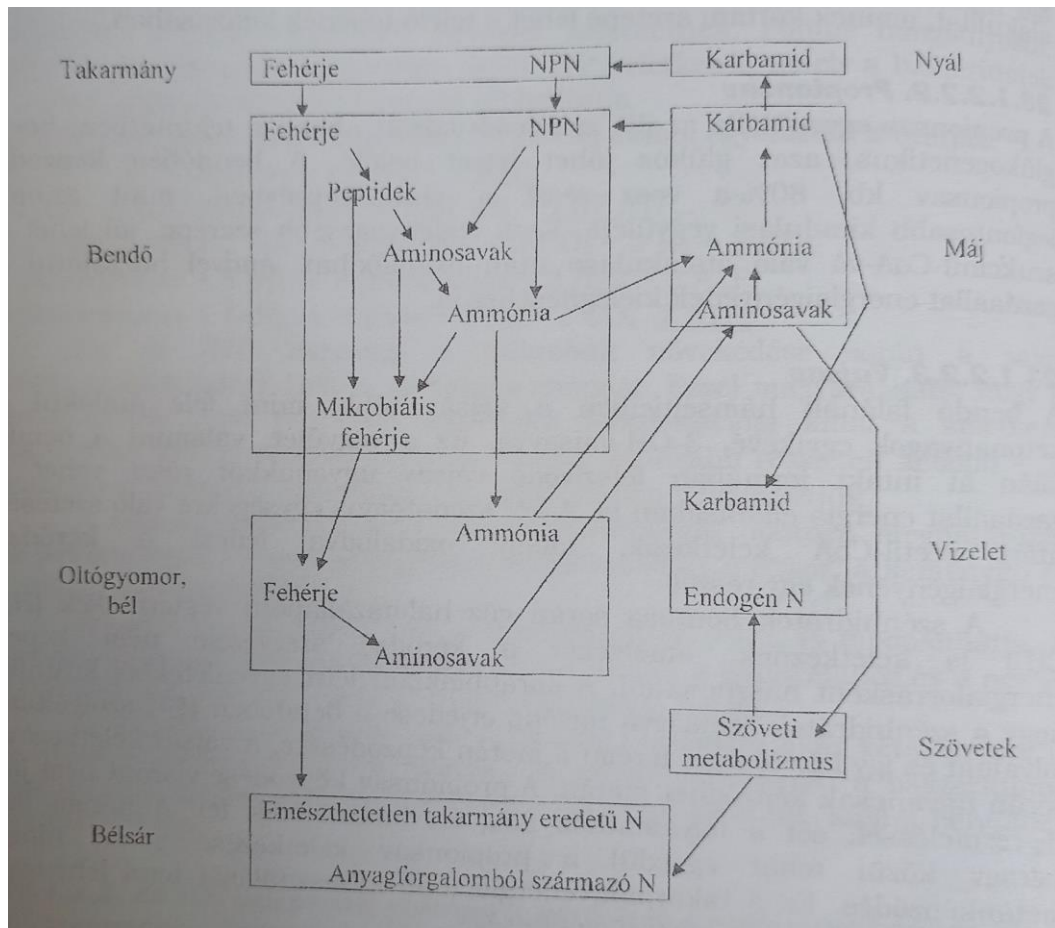 Takarmány
Fehérje
NPN
Karbamid
Nyál
Fehérje
NPN
Karbamid
Peptidek
Bendő
Aminosavak
Ammónia
Máj
Ammónia
Aminosavak
Mikrobiális
fehérje
Karbamid
Ammónia
Vizelet
Oltógyomor,
bél
Fehérje
Endogén N
Aminosavak
Szöveti
metabolizmus
Szövetek
Bélsár
Emészthetetlen takarmány eredetű N
Anyagforgalomból származó N